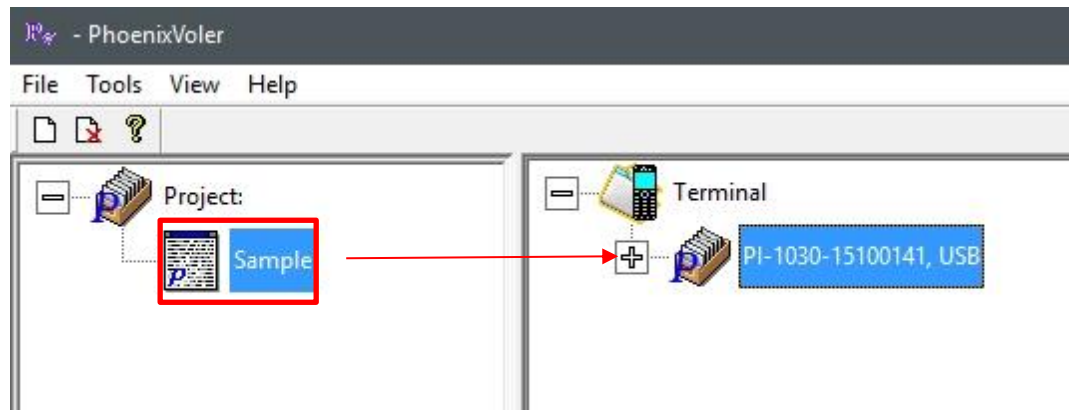 - PhoenixVoler
File Tools View Help
Project:
Sample
Terminal
PI-1030-15100141, USB